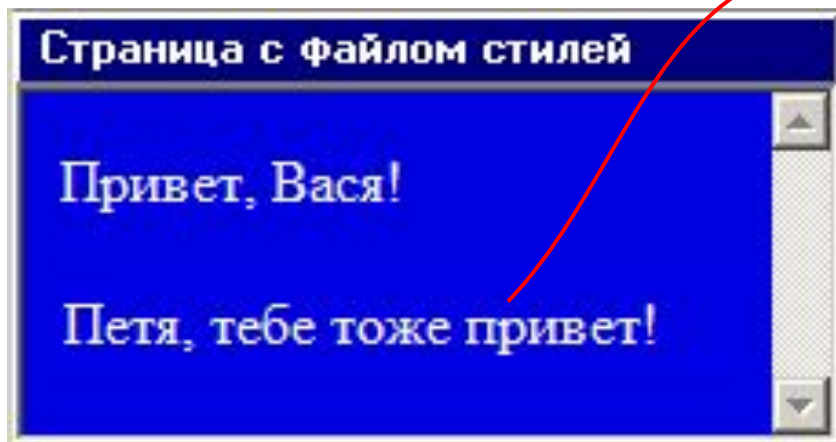 Страница с файлом стилей
Привет, Вася!
Петя, тебе тоже привет!